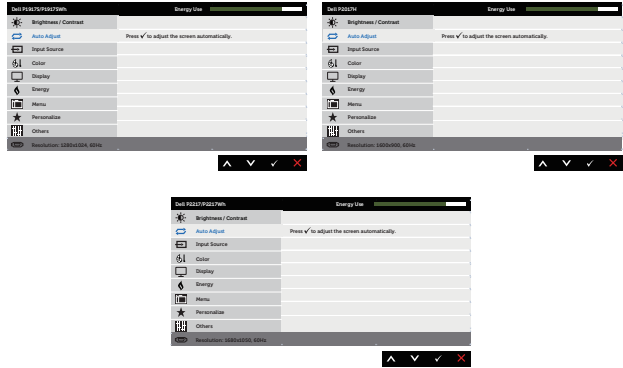 Dell P1917S/P1917SWh Energy Use
Brightness / Contrast
Auto Adjust Press ✓ to adjust the screen automatically.
Input Source
Color
Display
Energy
Menu
Personalize
Others
Resolution: 1280x1024, 60Hz
Dell P2017H Energy Use
Brightness / Contrast
Auto Adjust Press ✓ to adjust the screen automatically.
Input Source
Color
Display
Energy
Menu
Personalize
Others
Resolution: 1600x900, 60Hz
Dell P2217/P2217Wh Energy Use
Brightness / Contrast
Auto Adjust Press ✓ to adjust the screen automatically.
Input Source
Color
Display
Energy
Menu
Personalize
Others
Resolution: 1680x1050, 60Hz